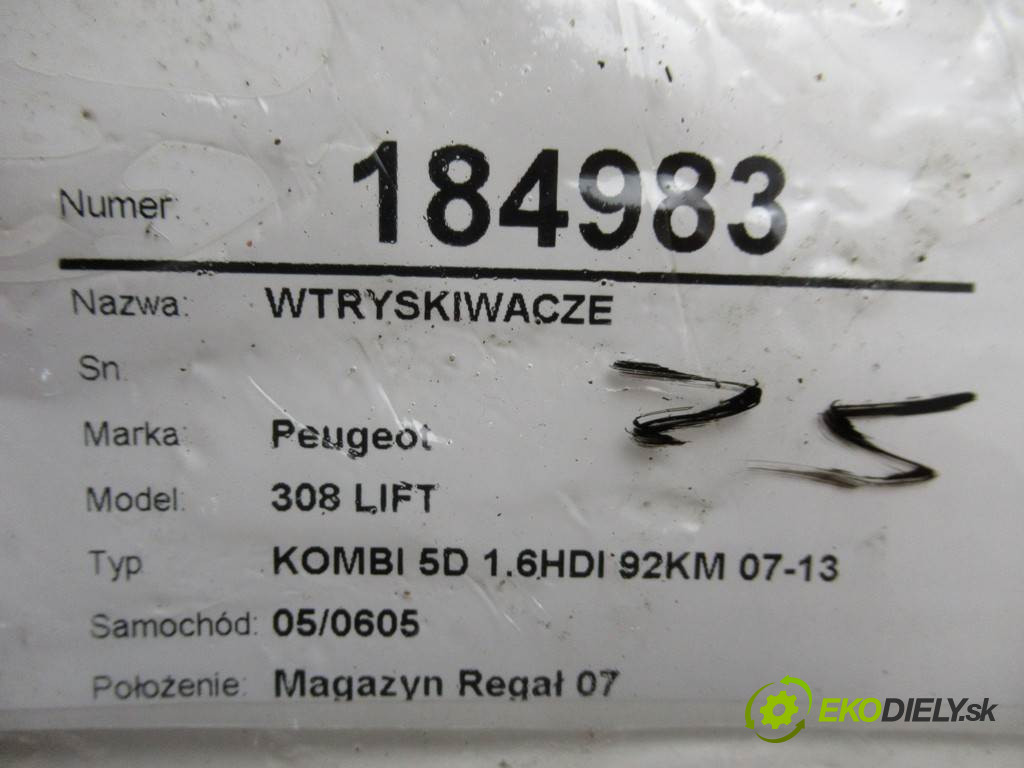 Numer: 184983
Nazwa: WTRYSKIWACZE
Sn.
Marka: Peugeot
Model: 308 LIFT
Typ KOMBI 5D 1.6HDI 92KM 07-13
Samochód: 05/0605
Położenie: Magazyn Regał 07
EKODIELY.sk